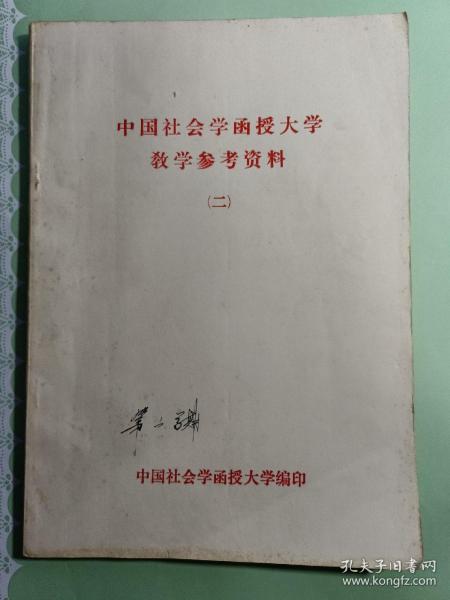 中国社会学函授大学
教学参考资料
(二)
中国社会学函授大学编印
孔夫子旧书网
www.kongfz.com